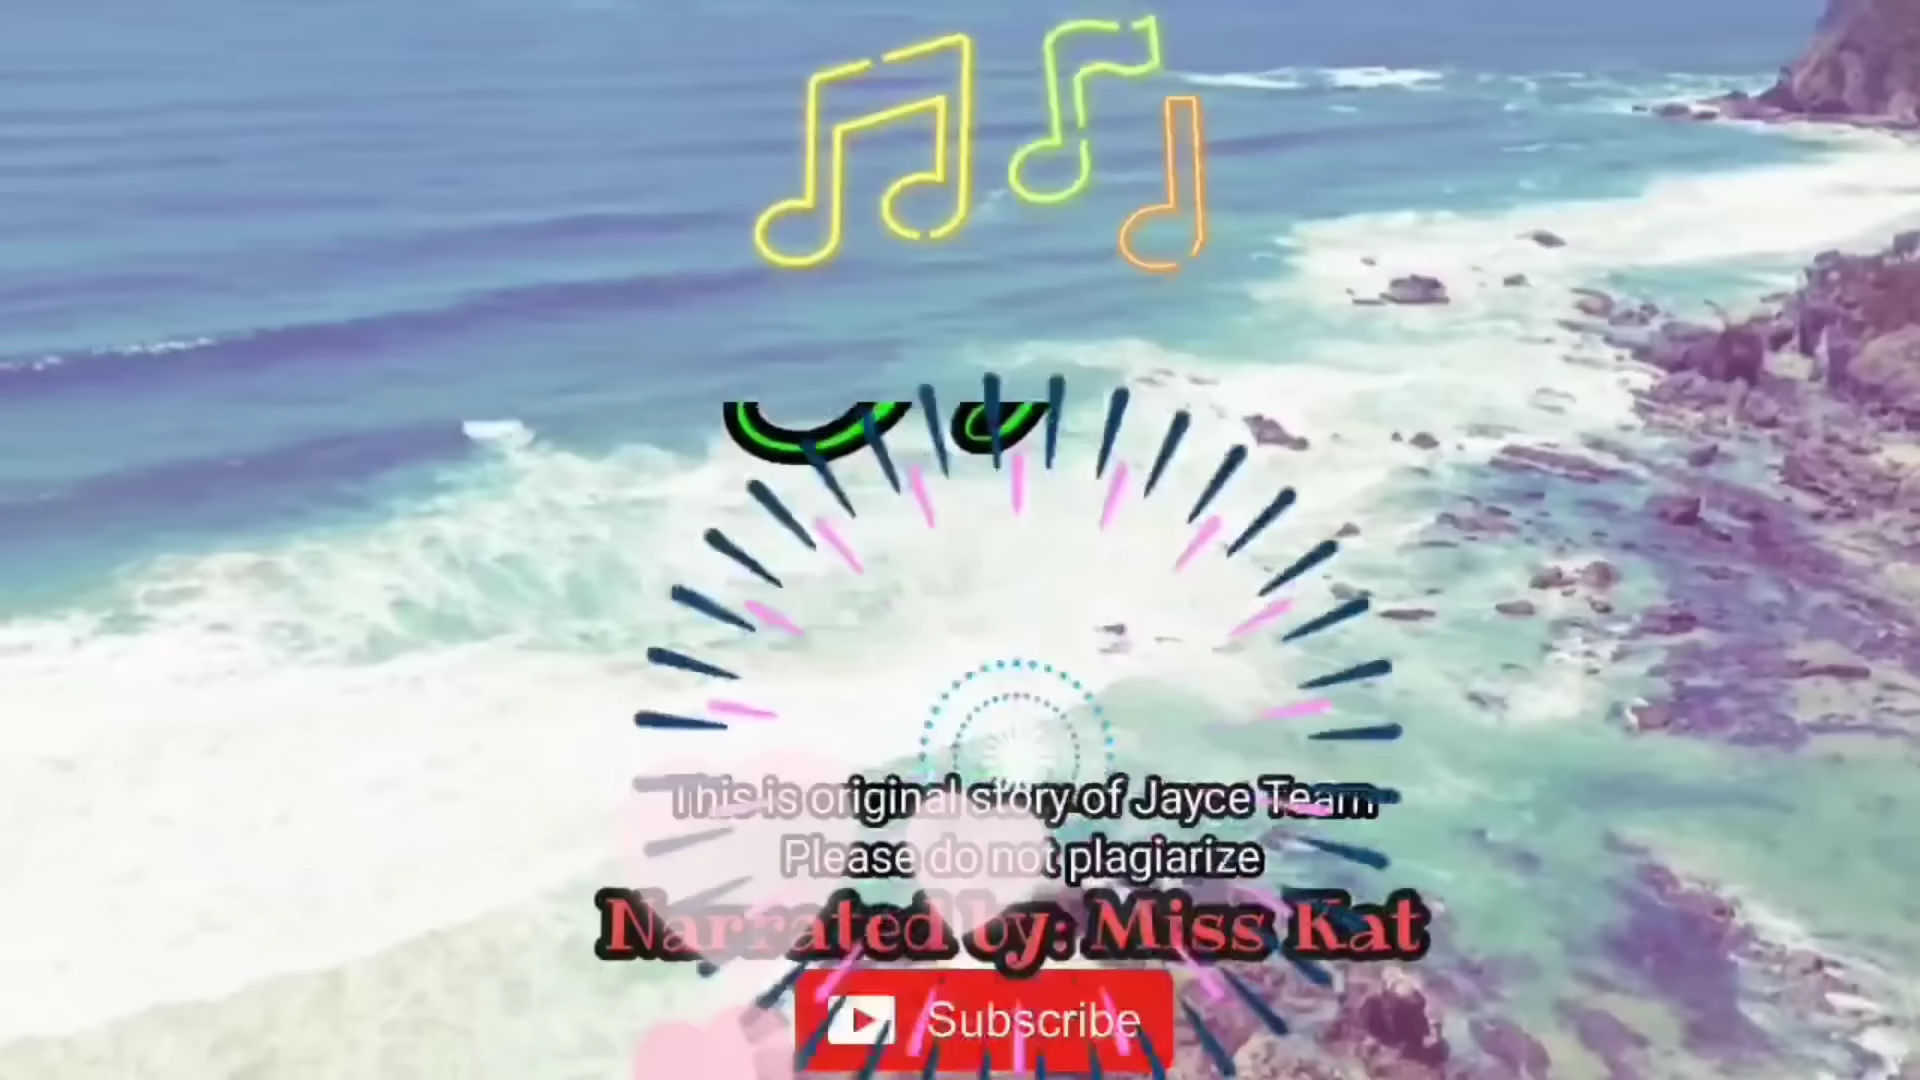 This is original story of Jayce Team
Please do not plagiarize
Narrated by: Miss Kat
Subscribe